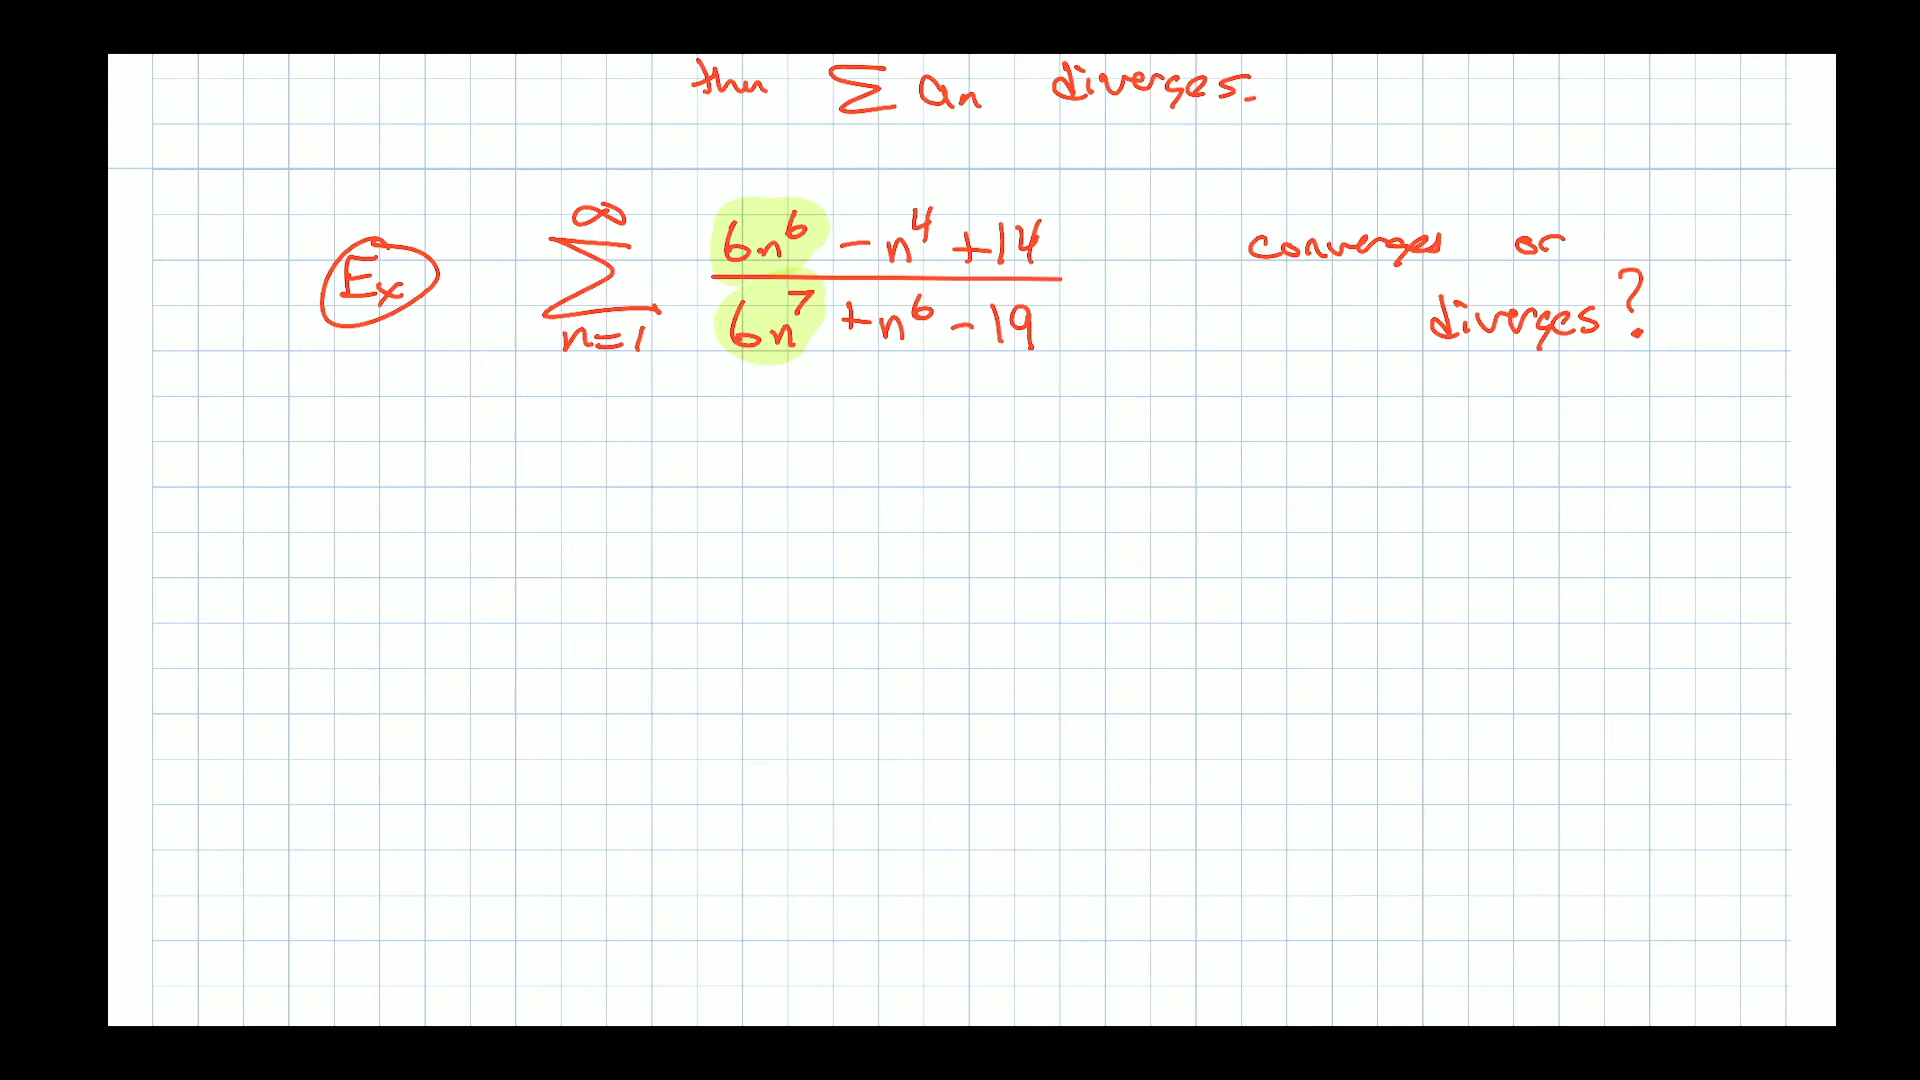 then ∑ an diverges.
Ex ∑ n=1 ∞ (6n^6 − n^4 + 14) / (6n^7 + n^6 − 19) converges or
diverges?